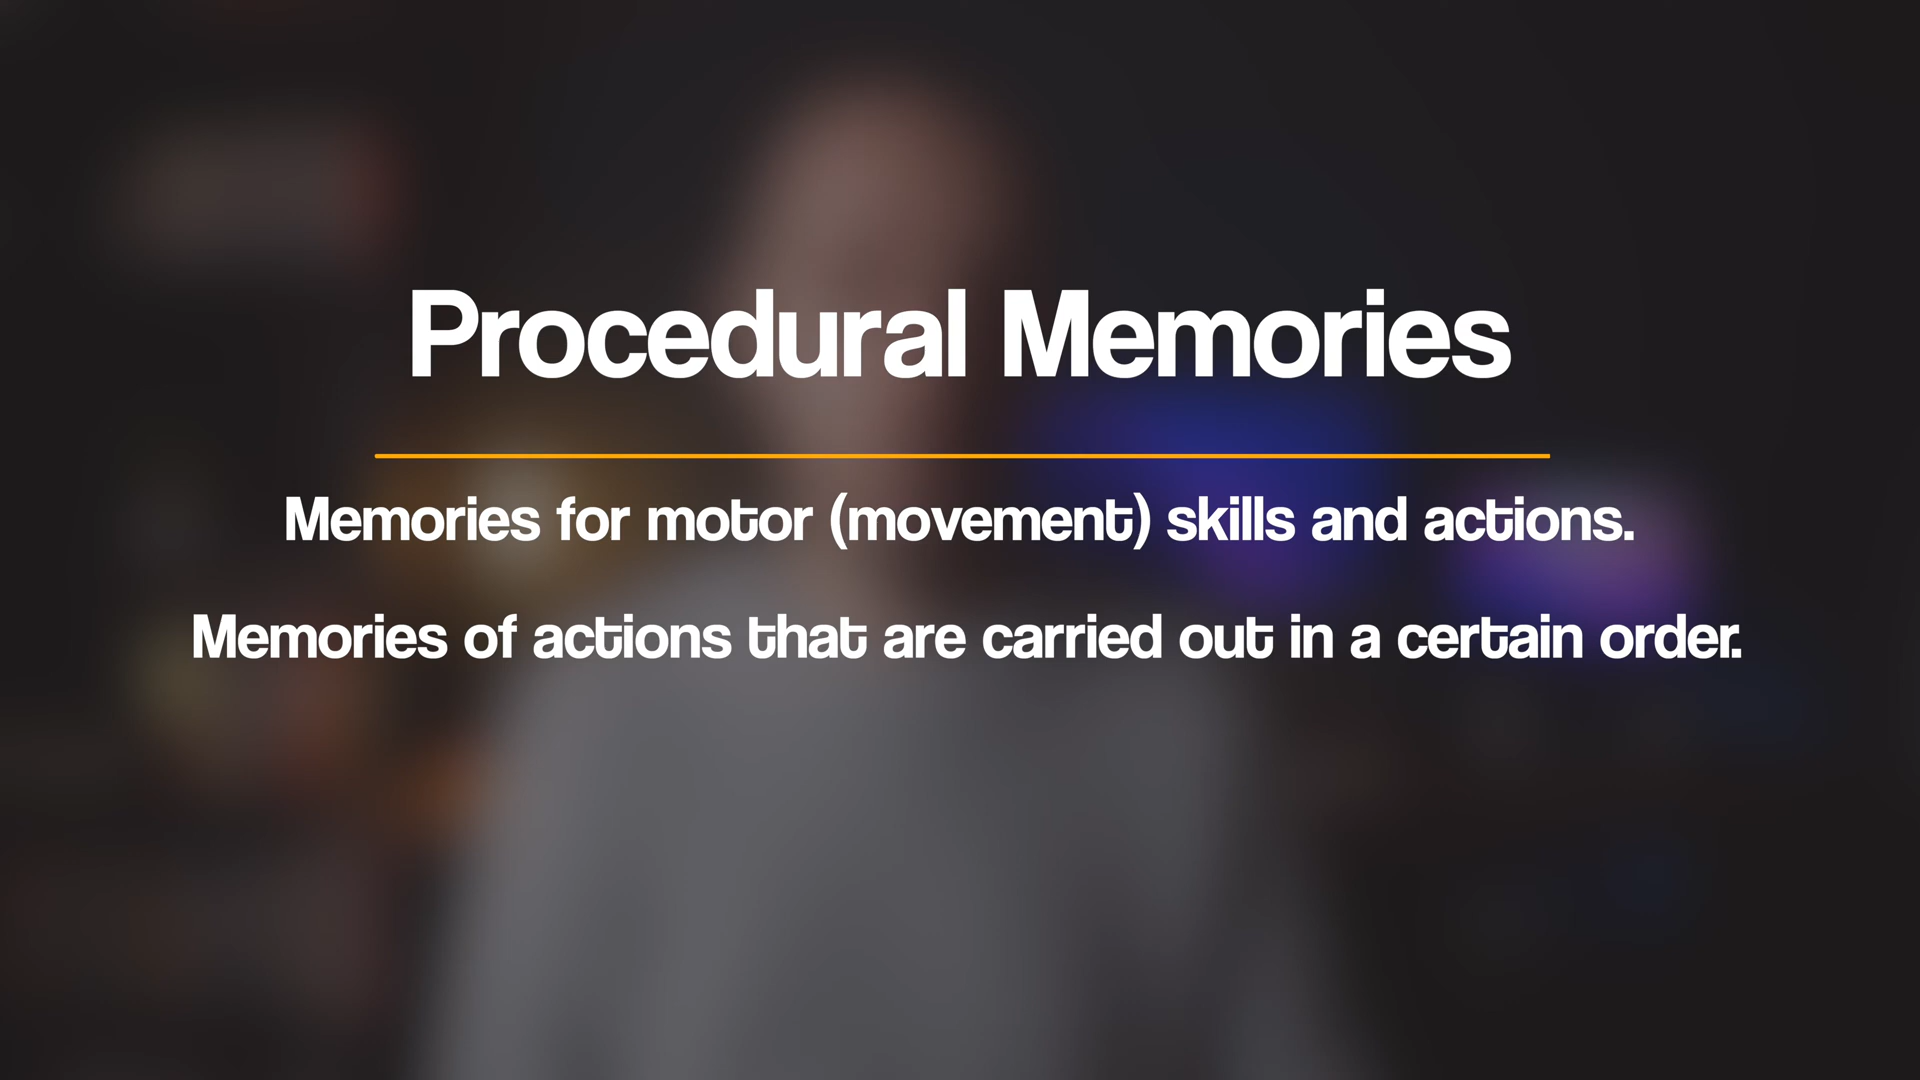 Procedural Memories
Memories for motor (movement) skills and actions.
Memories of actions that are carried out in a certain order.